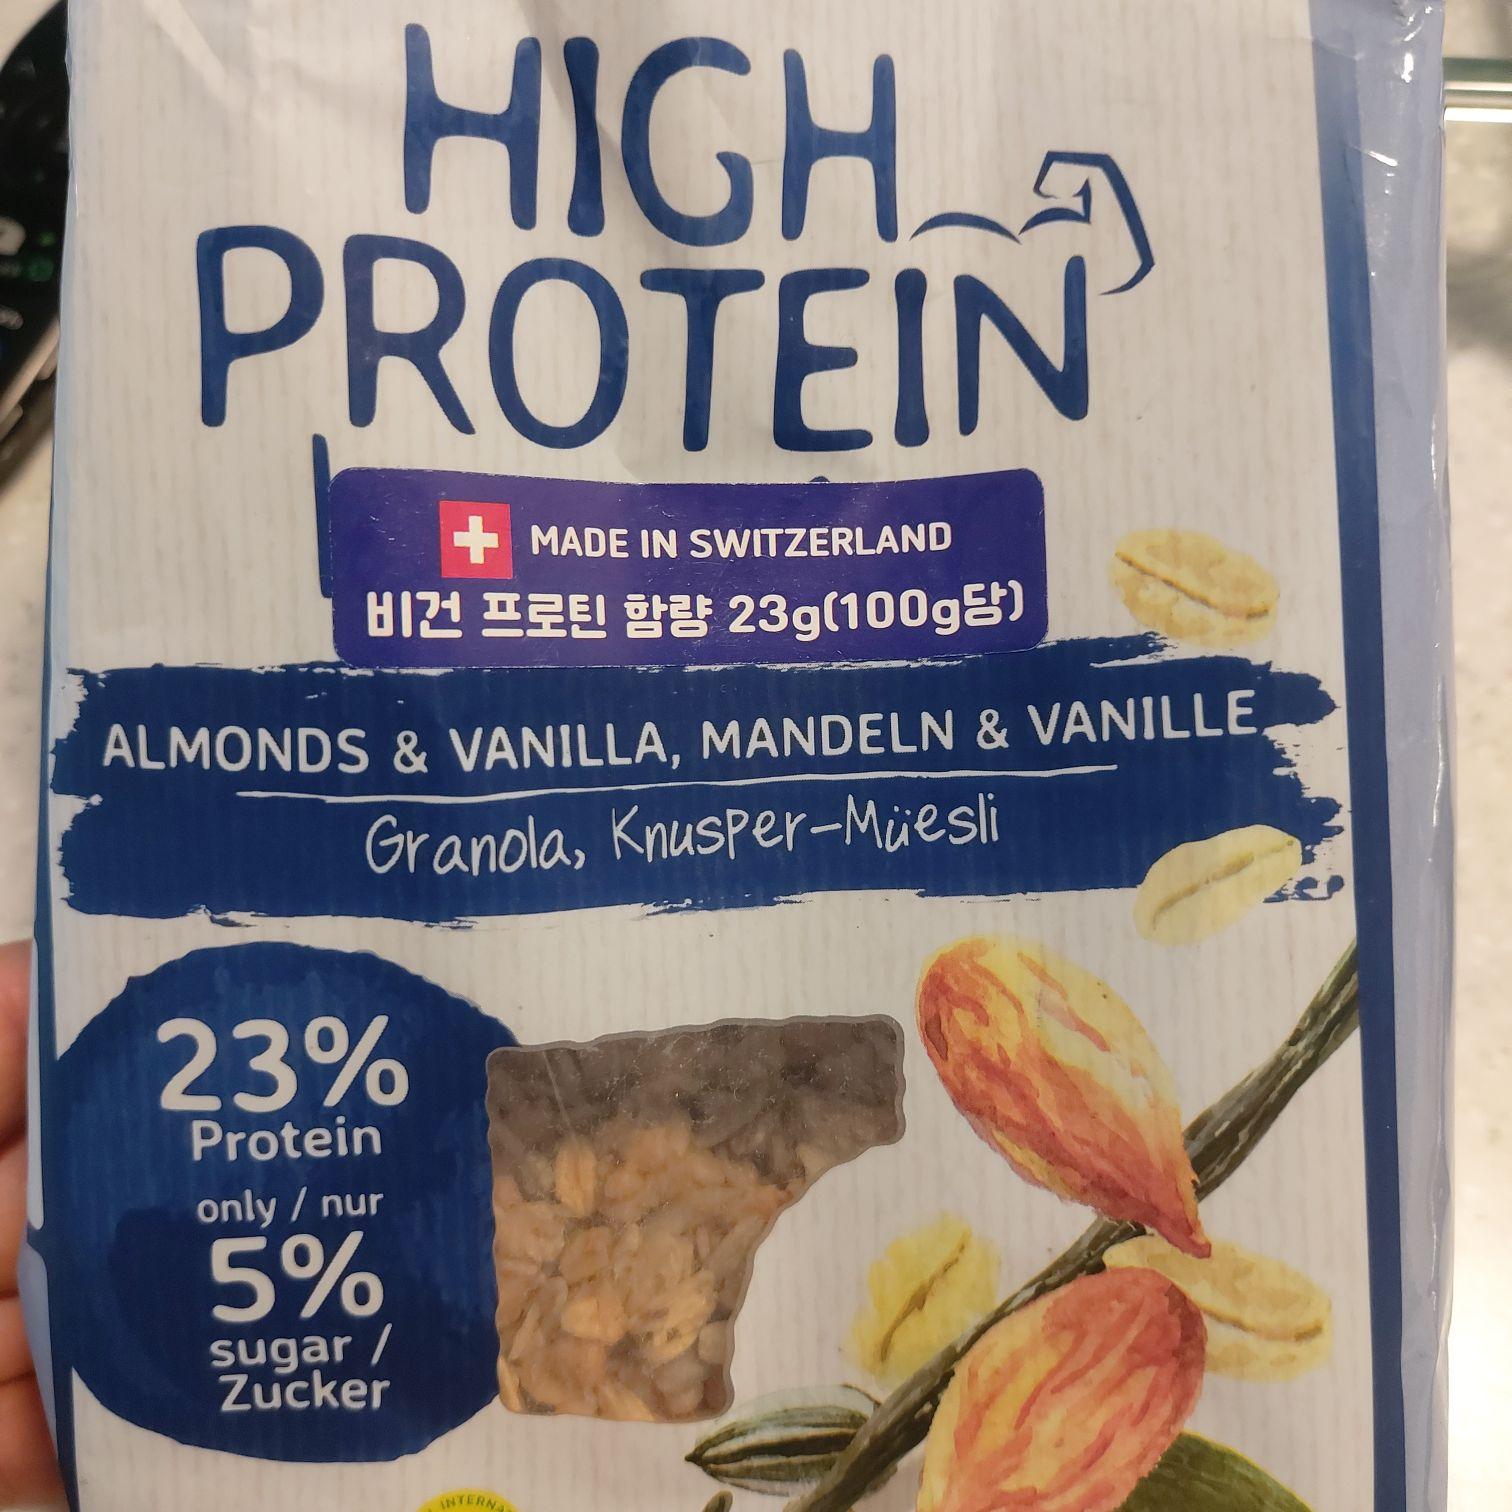 HIGH
PROTEIN
MADE IN SWITZERLAND
비건 프로틴 함량 23g(100g당)
ALMONDS & VANILLA, MANDELN & VANILLE
Granola, Knusper-Müesli
23%
Protein
only / nur
5%
sugar /
Zucker